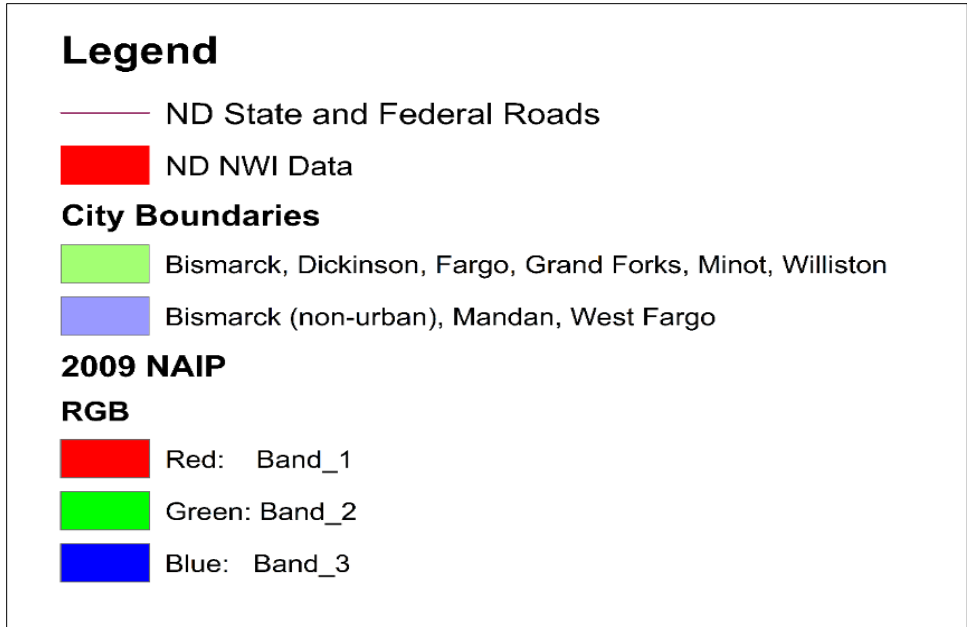 Legend
ND State and Federal Roads
ND NWI Data
City Boundaries
Bismarck, Dickinson, Fargo, Grand Forks, Minot, Williston
Bismarck (non-urban), Mandan, West Fargo
2009 NAIP
RGB
Red: Band_1
Green: Band_2
Blue: Band_3